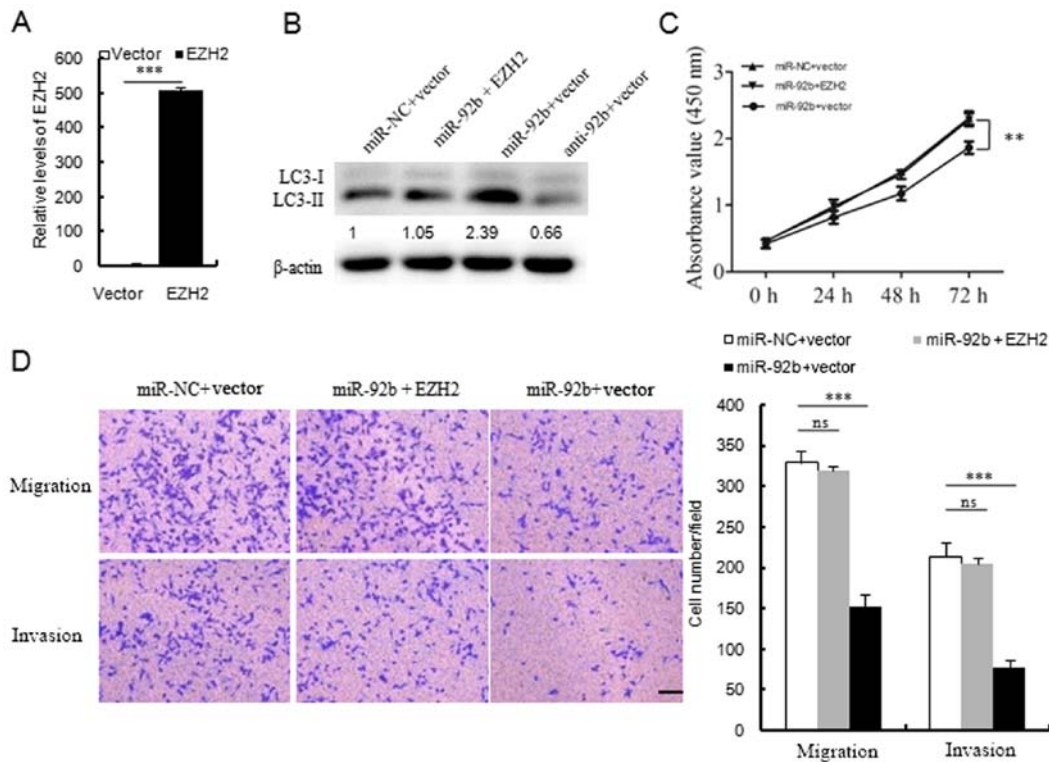 A
Vector EZH2
***
600
500
400
300
200
100
0
Relative levels of EZH2
Vector EZH2
B
miR-NC+vector
miR-92b + EZH2
miR-92b+vector
anti-92b+vector
LC3-I
LC3-II
1 1.05 2.39 0.66
β-actin
C
miR-NC+vector
miR-92b+EZH2
miR-92b+vector
3
2
1
0
Absorbance value (450 nm)
**
0 h 24 h 48 h 72 h
D
miR-NC+vector miR-92b + EZH2 miR-92b+vector
Migration
Invasion
miR-NC+vector miR-92b + EZH2
miR-92b+vector
400
350
300
250
200
150
100
50
0
Cell number/field
***
ns
***
ns
Migration Invasion